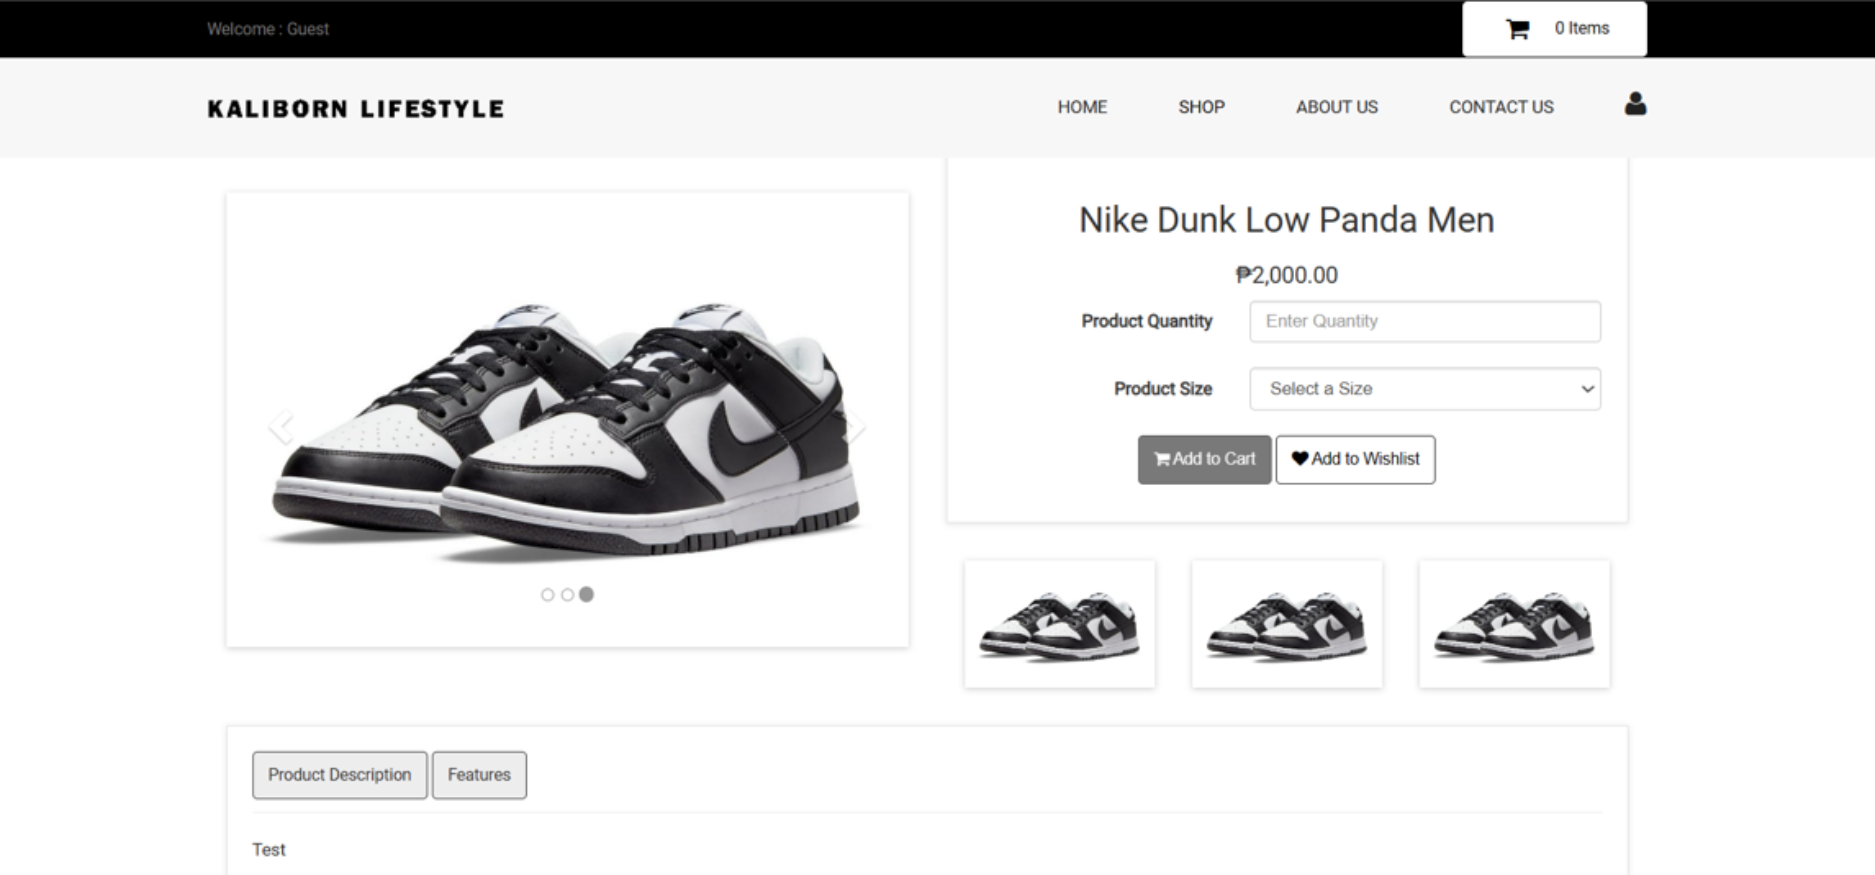 Welcome : Guest
0 Items
KALIBORN LIFESTYLE
HOME
SHOP
ABOUT US
CONTACT US
Nike Dunk Low Panda Men
₱2,000.00
Product Quantity
Enter Quantity
Product Size
Select a Size
Add to Cart
Add to Wishlist
Product Description
Features
Test